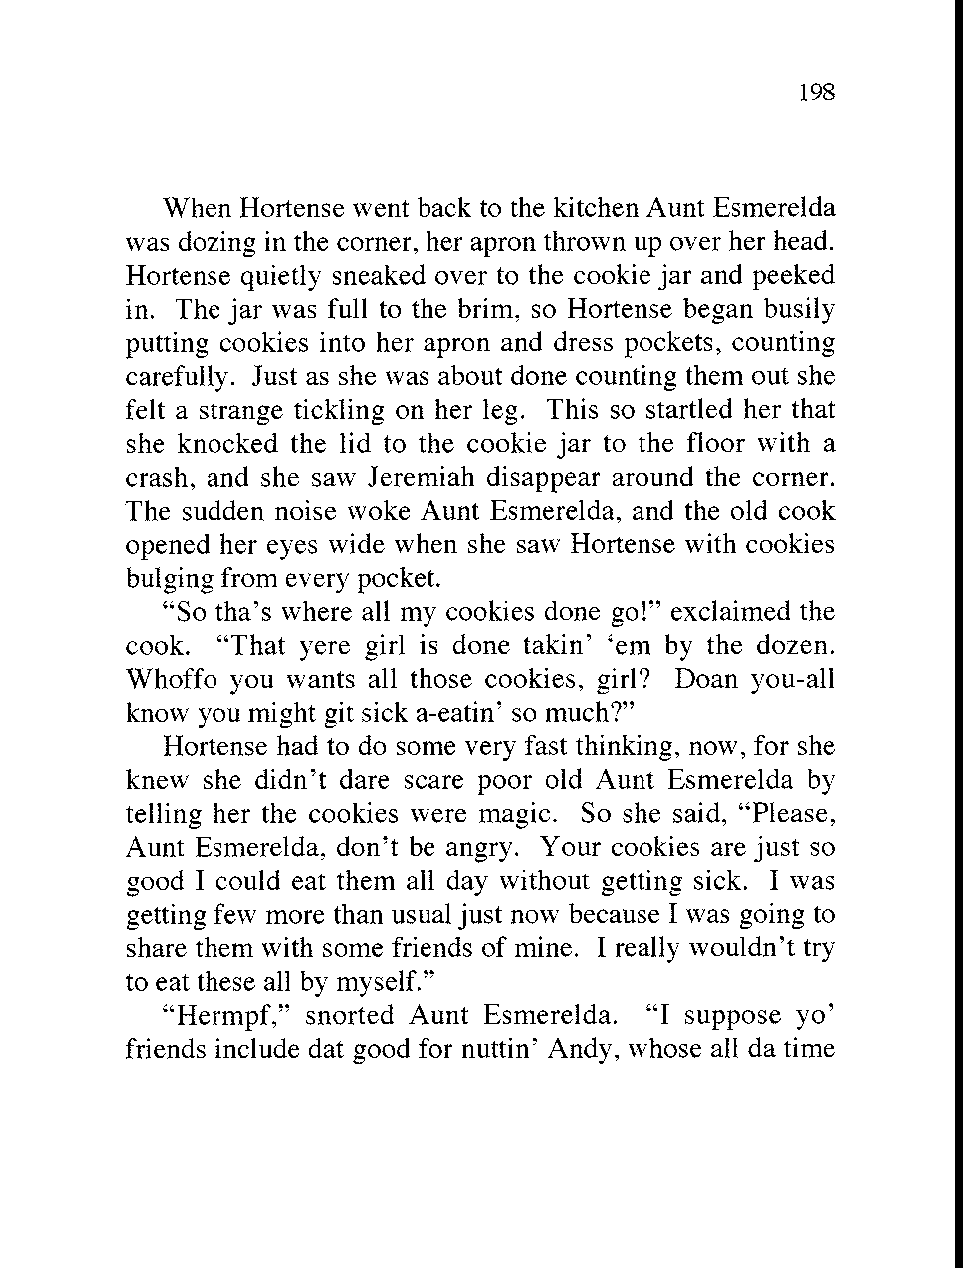 198
When Hortense went back to the kitchen Aunt Esmerelda
was dozing in the corner, her apron thrown up over her head.
Hortense quietly sneaked over to the cookie jar and peeked
in.  The jar was full to the brim, so Hortense began busily
putting cookies into her apron and dress pockets, counting
carefully.  Just as she was about done counting them out she
felt a strange tickling on her leg.  This so startled her that
she knocked the lid to the cookie jar to the floor with a
crash, and she saw Jeremiah disappear around the corner.
The sudden noise woke Aunt Esmerelda, and the old cook
opened her eyes wide when she saw Hortense with cookies
bulging from every pocket.
“So tha’s where all my cookies done go!” exclaimed the
cook.  “That yere girl is done takin’ ‘em by the dozen.
Whoffo you wants all those cookies, girl?  Doan you-all
know you might git sick a-eatin’ so much?”
Hortense had to do some very fast thinking, now, for she
knew she didn’t dare scare poor old Aunt Esmerelda by
telling her the cookies were magic.  So she said, “Please,
Aunt Esmerelda, don’t be angry.  Your cookies are just so
good I could eat them all day without getting sick.  I was
getting few more than usual just now because I was going to
share them with some friends of mine.  I really wouldn’t try
to eat these all by myself.”
“Hermpf,” snorted Aunt Esmerelda.  “I suppose yo’
friends include dat good for nuttin’ Andy, whose all da time